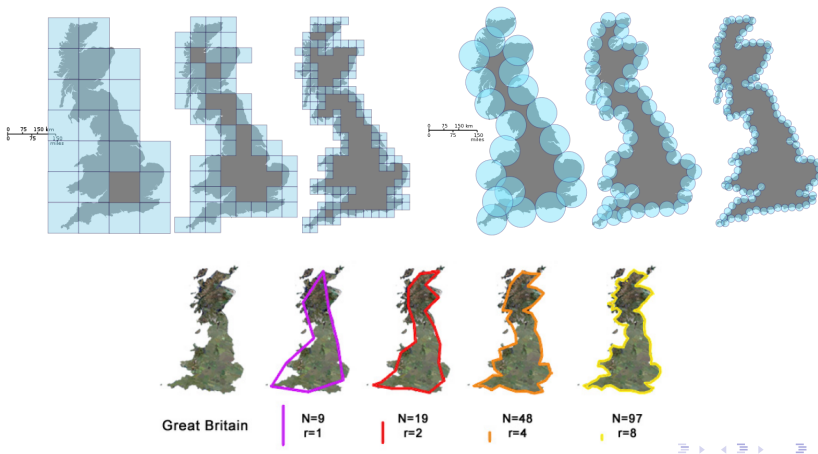 0 75 150 km
0 75 150
miles
0 75 150 km
0 75 150
miles
Great Britain
N=9
r=1
N=19
r=2
N=48
r=4
N=97
r=8